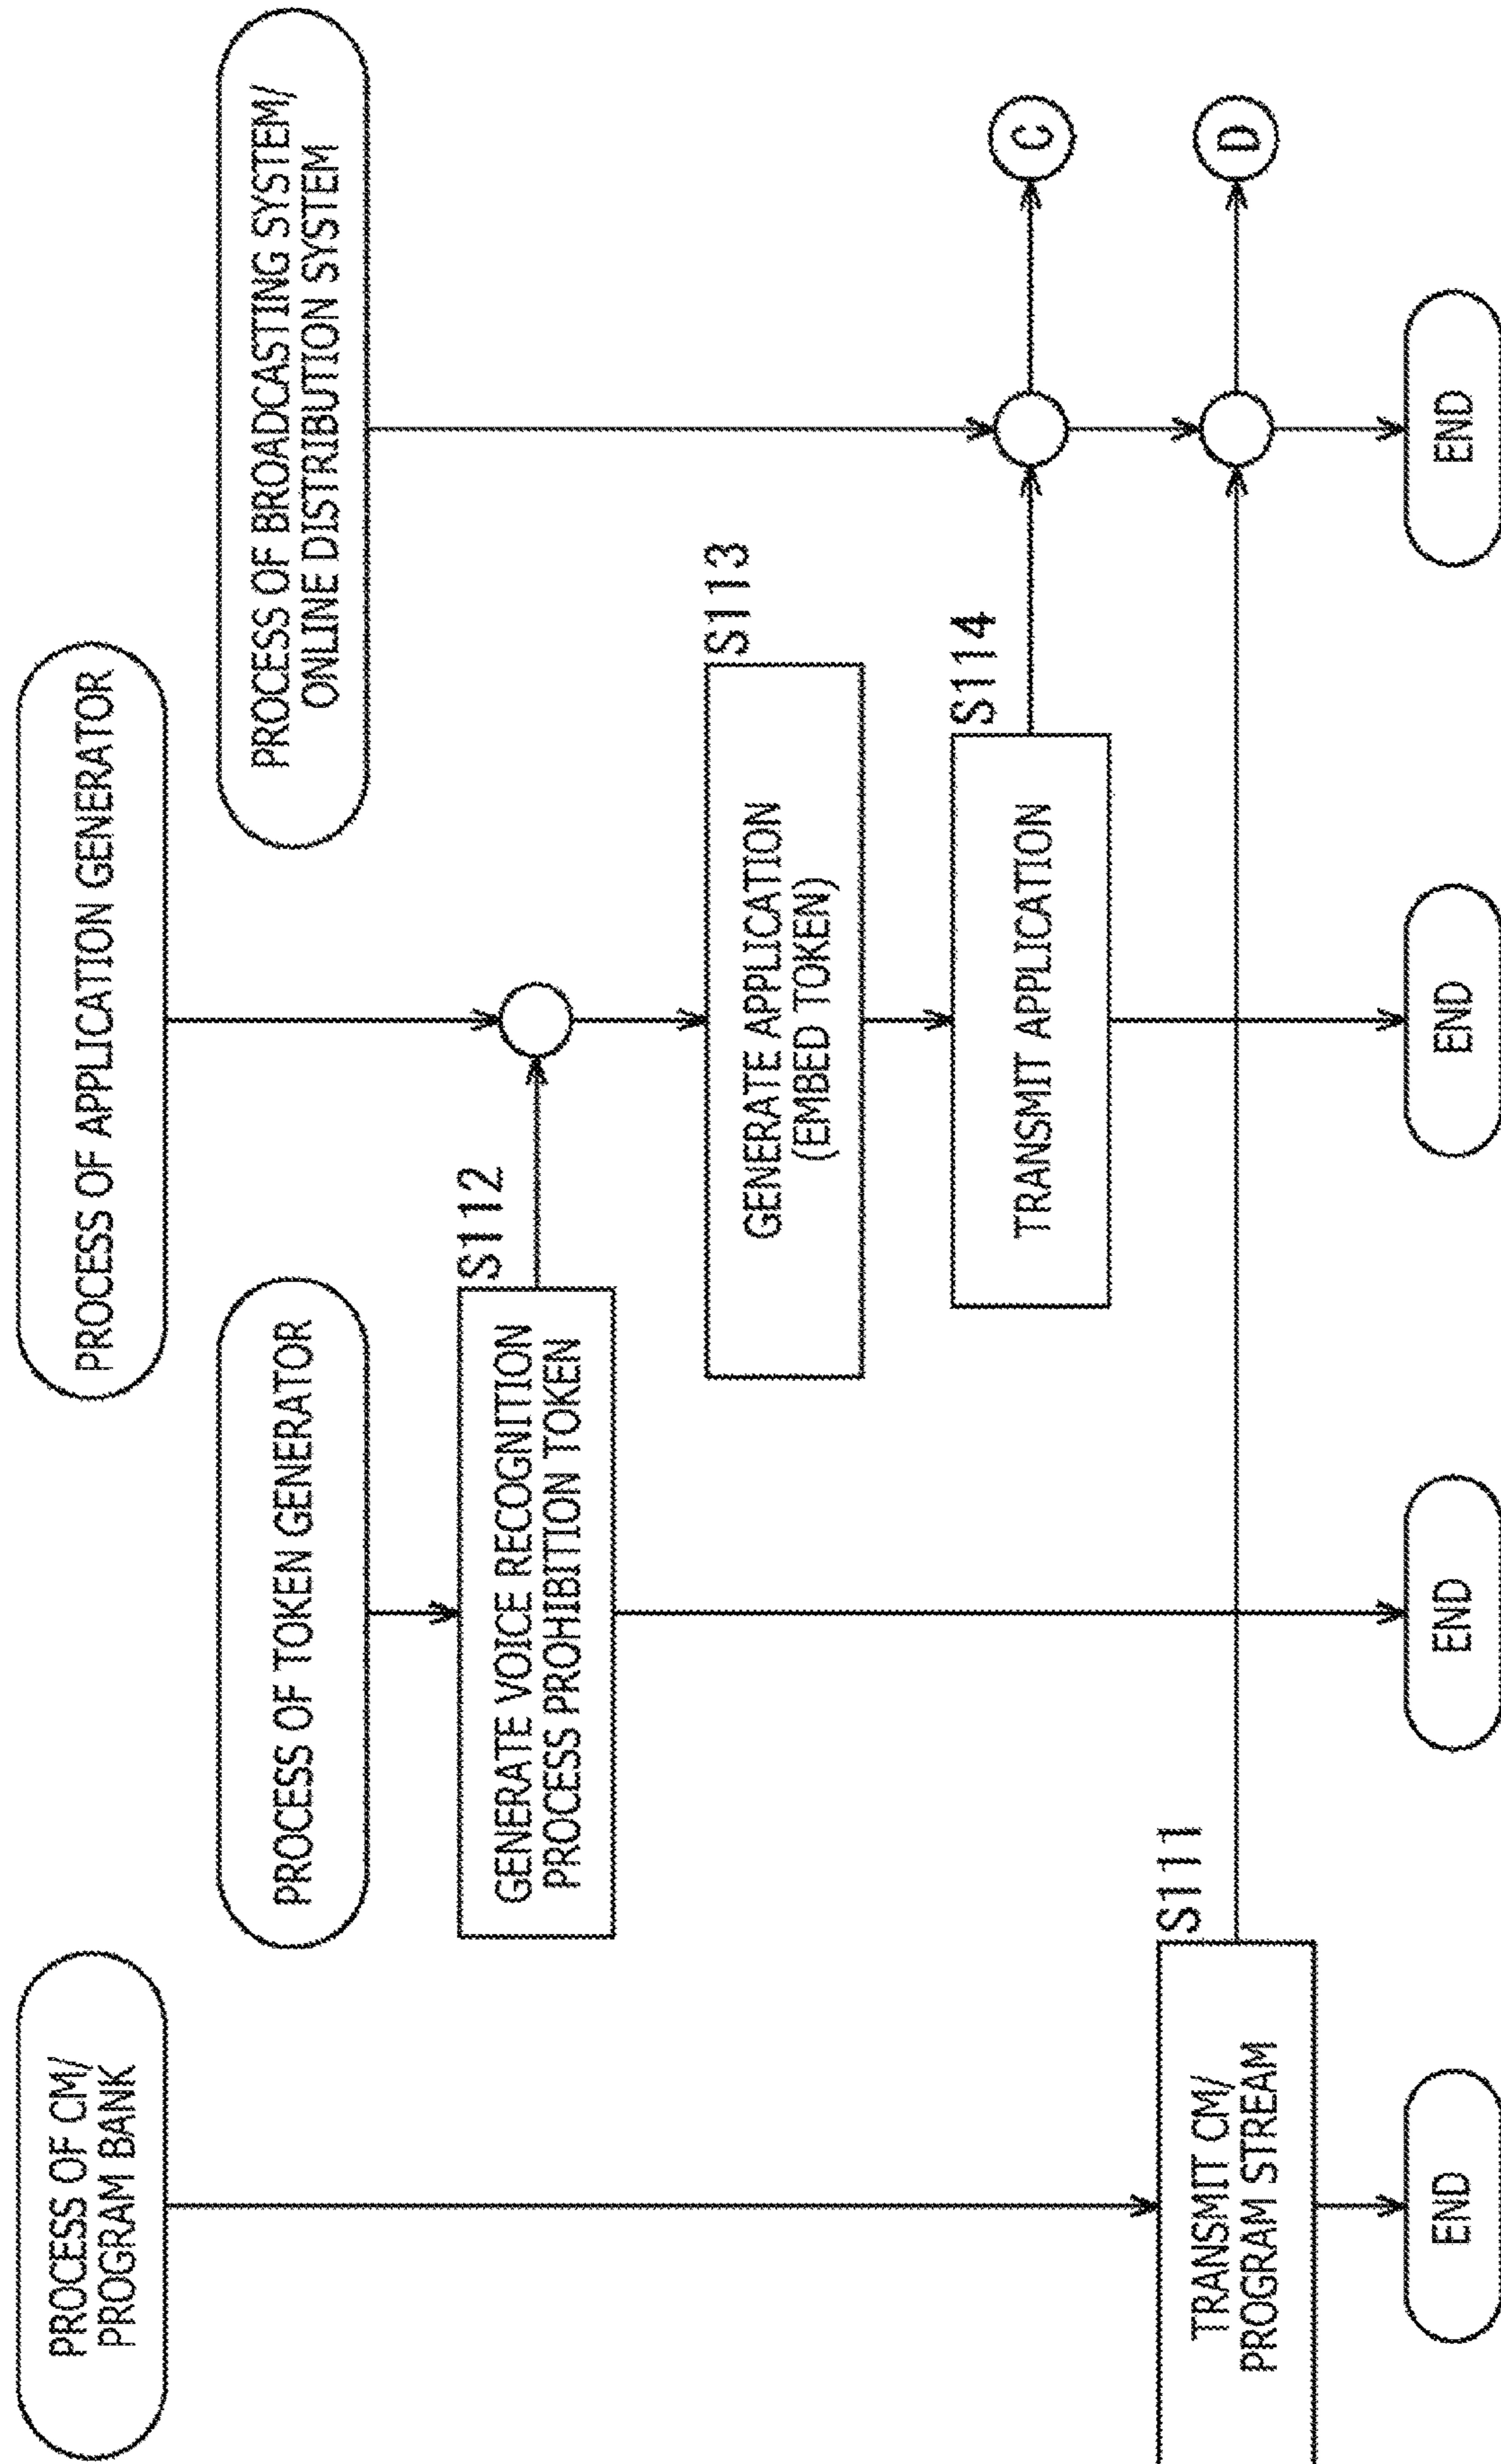 PROCESS OF CM/
PROGRAM BANK
PROCESS OF APPLICATION GENERATOR
PROCESS OF TOKEN GENERATOR
PROCESS OF BROADCASTING SYSTEM/
ONLINE DISTRIBUTION SYSTEM
S112
GENERATE VOICE RECOGNITION
PROCESS PROHIBITION TOKEN
S113
GENERATE APPLICATION
(EMBED TOKEN)
S114
TRANSMIT APPLICATION
C
S111
TRANSMIT CM/
PROGRAM STREAM
D
END
END
END
END